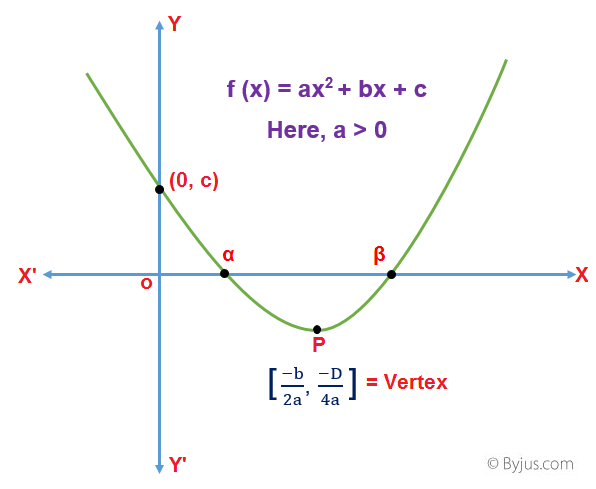 Y
f (x) = ax² + bx + c
Here, a > 0
(0, c)
α
β
X'
X
o
P
[−b/2a, −D/4a] = Vertex
Y'
© Byjus.com